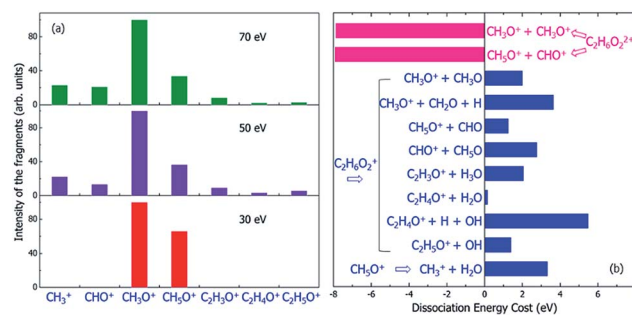 (a)
70 eV
80
40
0
50 eV
80
40
0
30 eV
80
40
0
Intensity of the fragments (arb. units)
CH₃⁺ CHO⁺ CH₃O⁺ CH₅O⁺ C₂H₃O⁺ C₂H₄O⁺ C₂H₅O⁺
CH₃O⁺ + CH₃O⁺
CH₅O⁺ + CHO⁺
C₂H₆O₂²⁺
CH₃O⁺ + CH₃O
CH₃O⁺ + CH₂O + H
CH₅O⁺ + CHO
CHO⁺ + CH₅O
C₂H₃O⁺ + H₃O
C₂H₄O⁺ + H₂O
C₂H₄O⁺ + H + OH
C₂H₅O⁺ + OH
C₂H₆O₂⁺
⇨
CH₅O⁺ ⇨ CH₃⁺ + H₂O
(b)
-8 -6 -4 -2 0 2 4 6 8
Dissociation Energy Cost (eV)